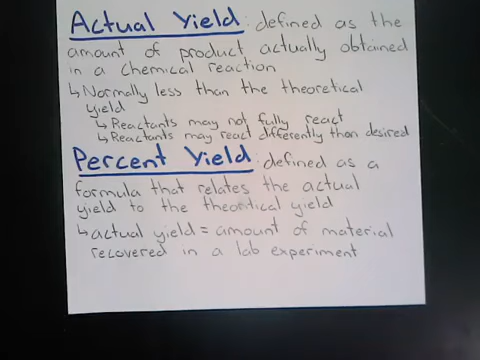 Actual Yield: defined as the
amount of product actually obtained
in a chemical reaction
↳ Normally less than the theoretical
yield
↳ Reactants may not fully react
↳ Reactants may react differently than desired
Percent Yield: defined as a
formula that relates the actual
yield to the theoritical yield
↳ actual yield = amount of material
recovered in a lab experiment